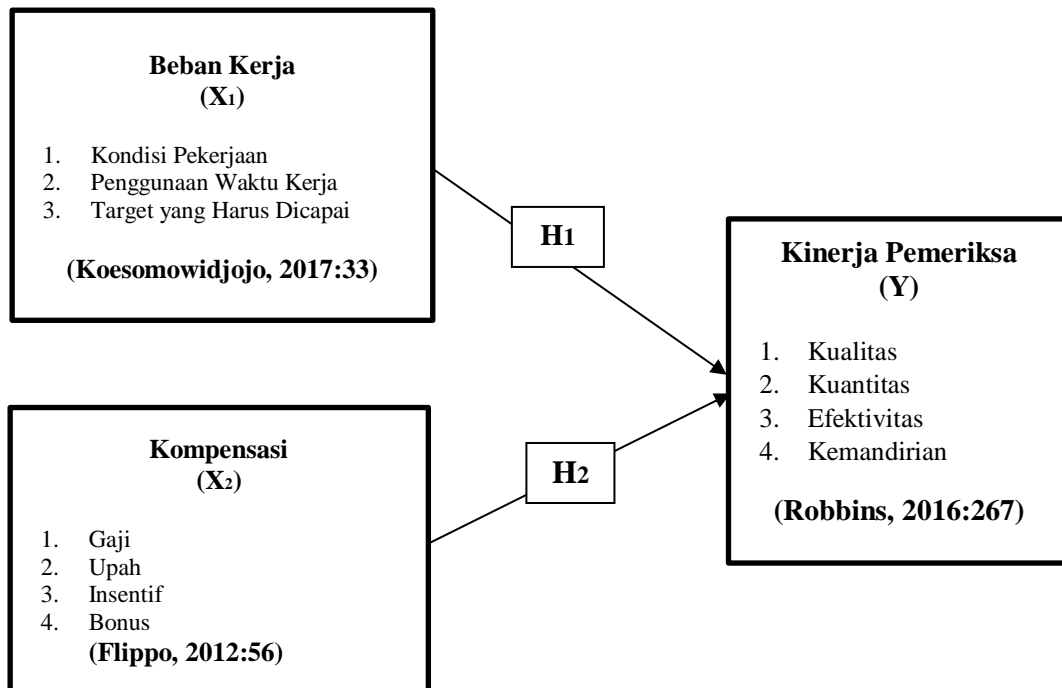 Beban Kerja
(X1)
1. Kondisi Pekerjaan
2. Penggunaan Waktu Kerja
3. Target yang Harus Dicapai
(Koesomowidjojo, 2017:33)
H1
Kinerja Pemeriksa
(Y)
1. Kualitas
2. Kuantitas
3. Efektivitas
4. Kemandirian
(Robbins, 2016:267)
Kompensasi
(X2)
1. Gaji
2. Upah
3. Insentif
4. Bonus
(Flippo, 2012:56)
H2